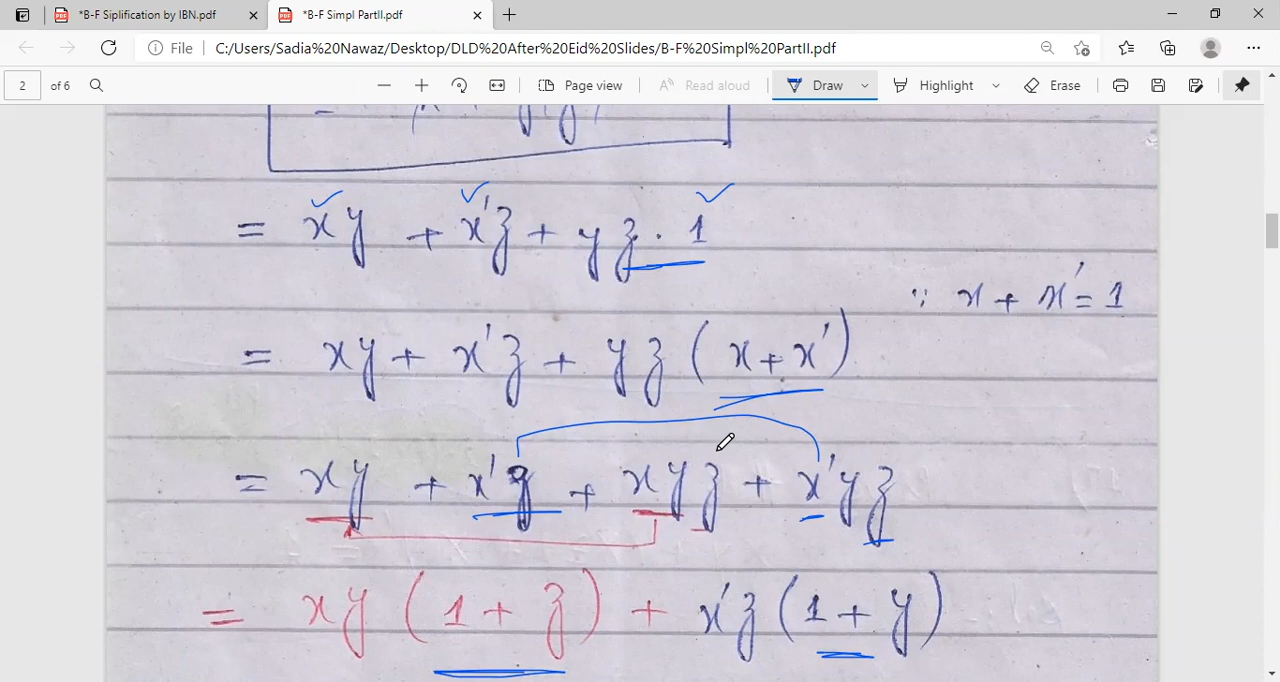 *B-F Siplification by IBN.pdf
*B-F Simpl PartII.pdf
File C:/Users/Sadia%20Nawaz/Desktop/DLD%20After%20Eid%20Slides/B-F%20Simpl%20PartII.pdf
2 of 6 Page view Read aloud Draw Highlight Erase
= xy + x'z + yz . 1
∵ x + x' = 1
= xy + x'z + yz ( x + x' )
= xy + x'z + xyz + x'yz
= xy ( 1 + z ) + x'z ( 1 + y )